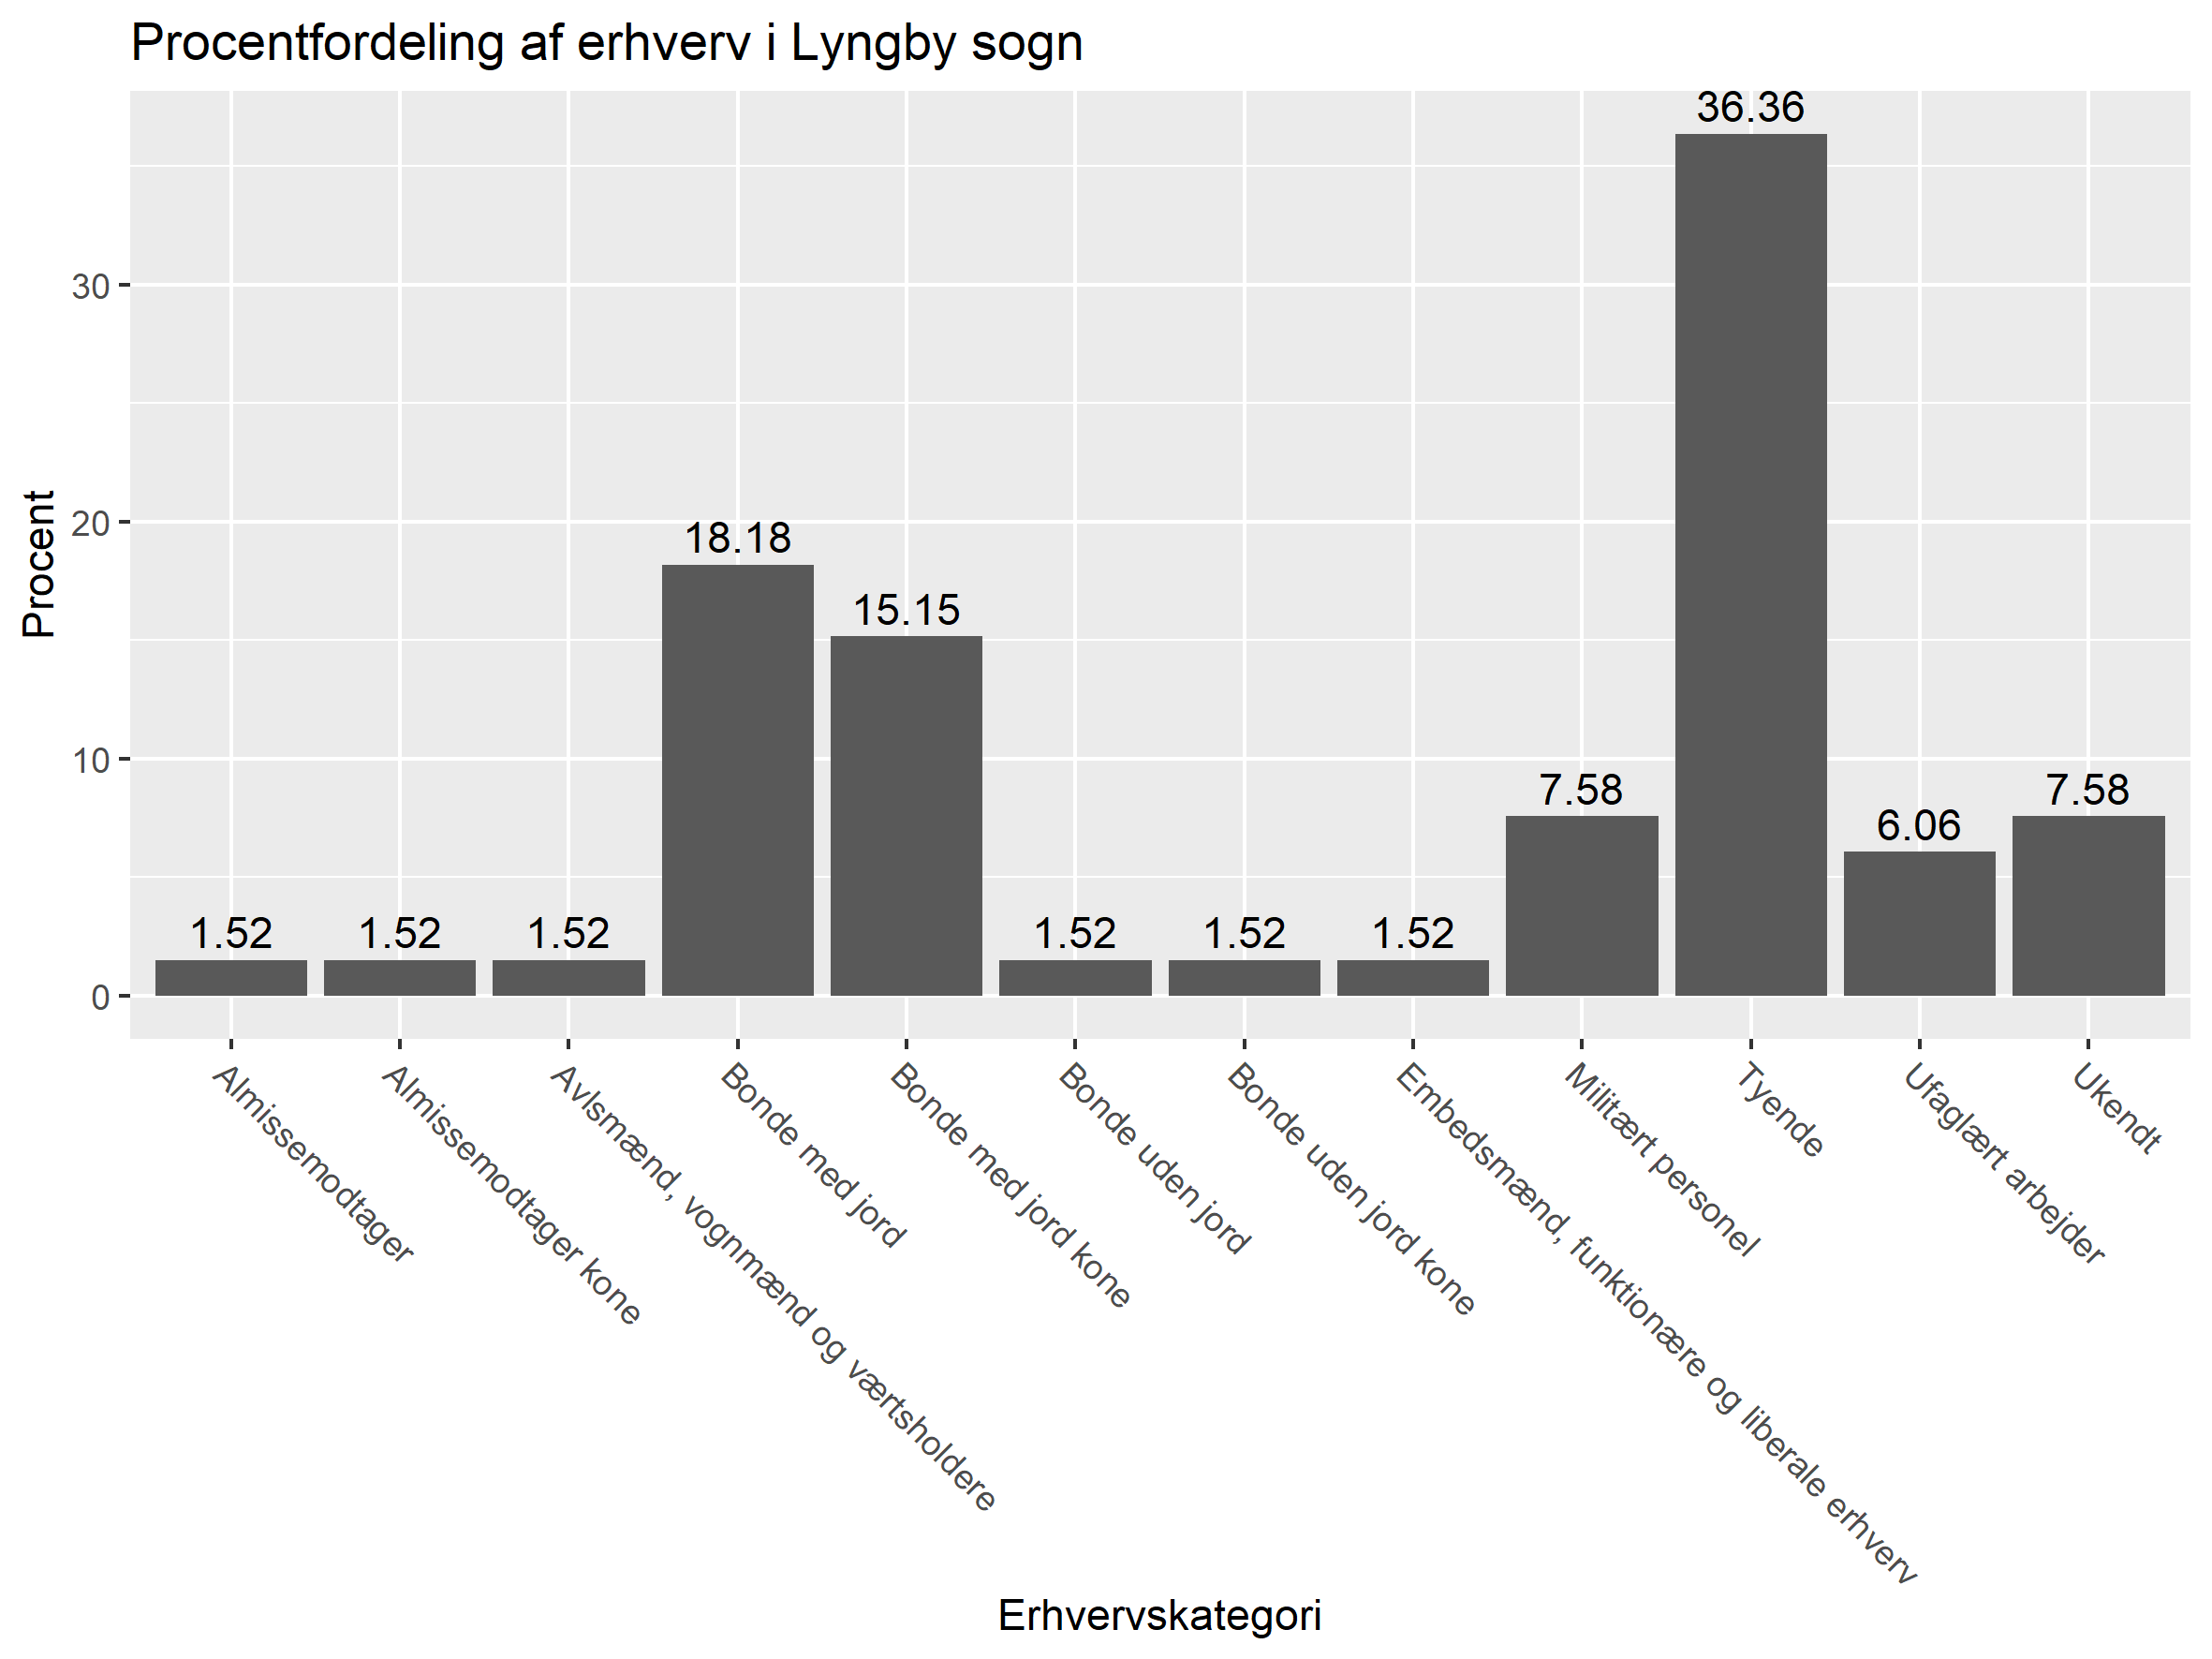 Procentfordeling af erhverv i Lyngby sogn
Procent
30
20
10
0
1.52
1.52
1.52
18.18
15.15
1.52
1.52
1.52
7.58
36.36
6.06
7.58
Almissemodtager
Almissemodtager kone
Avlsmænd, vognmænd og værtsholdere
Bonde med jord
Bonde med jord kone
Bonde uden jord
Bonde uden jord kone
Embedsmænd, funktionære og liberale erhverv
Militært personel
Tyende
Ufaglært arbejder
Ukendt
Erhvervskategori